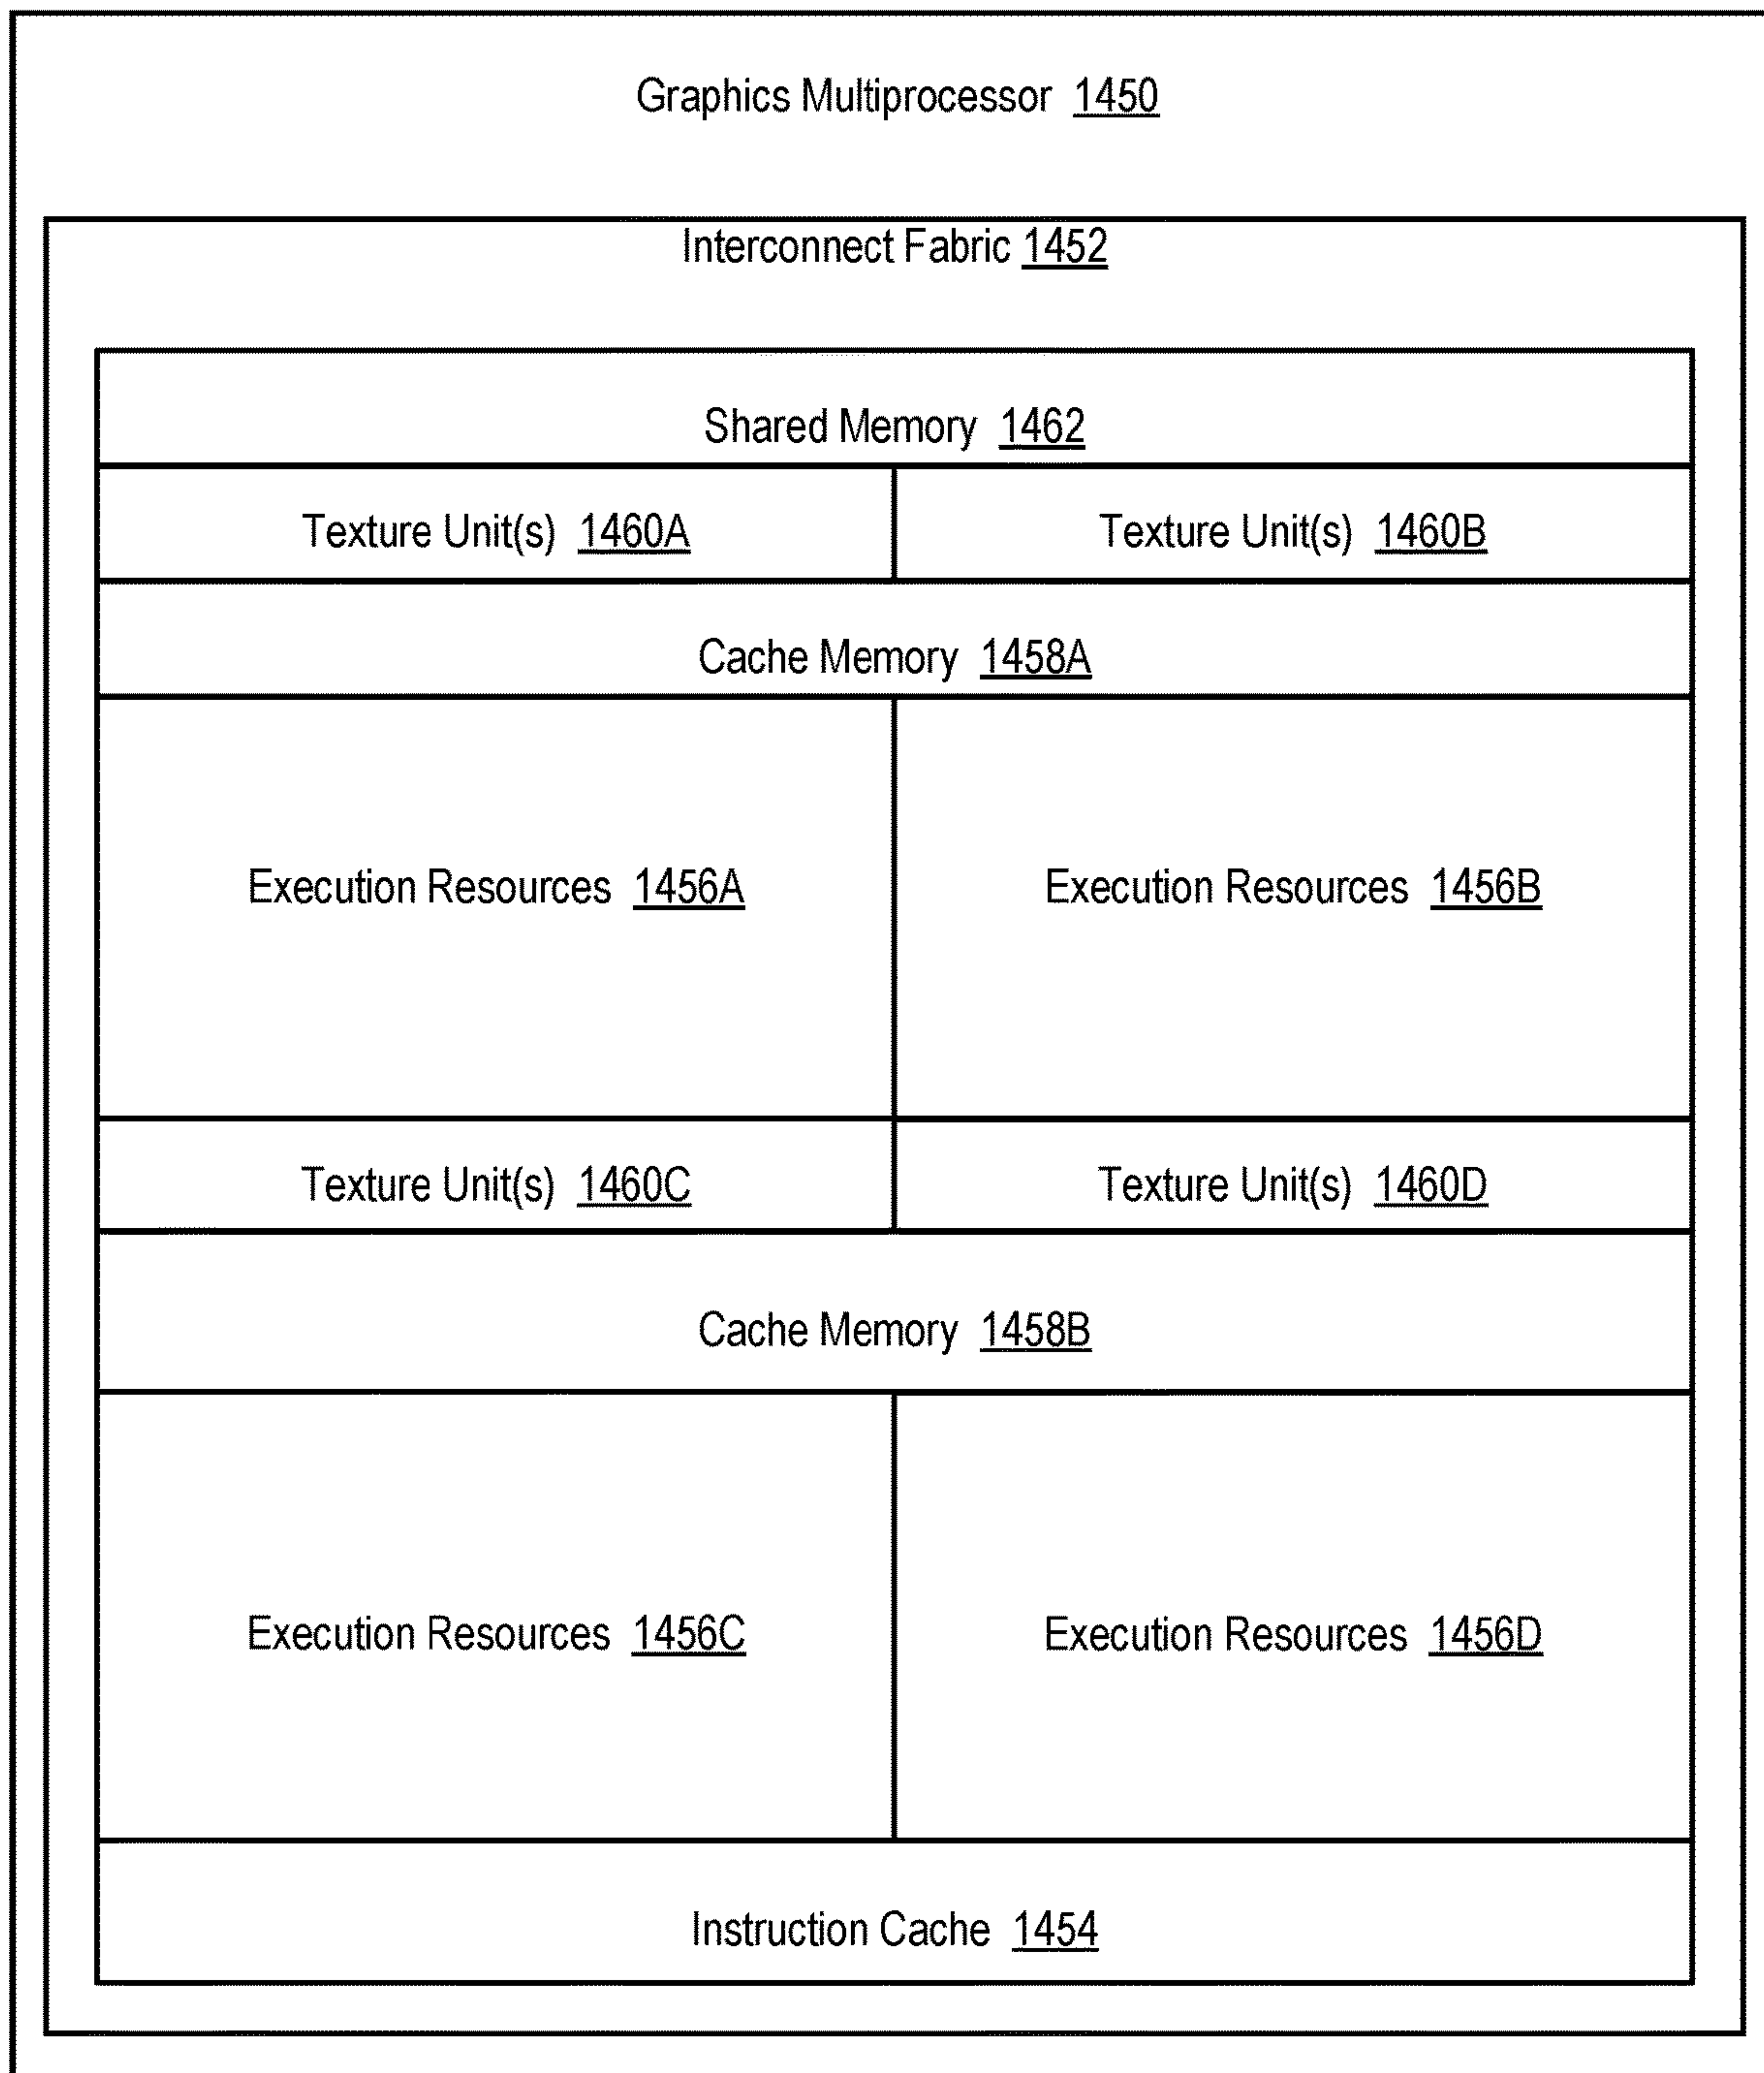 Graphics Multiprocessor 1450
Interconnect Fabric 1452
Shared Memory 1462
Texture Unit(s) 1460A
Texture Unit(s) 1460B
Cache Memory 1458A
Execution Resources 1456A
Execution Resources 1456B
Texture Unit(s) 1460C
Texture Unit(s) 1460D
Cache Memory 1458B
Execution Resources 1456C
Execution Resources 1456D
Instruction Cache 1454